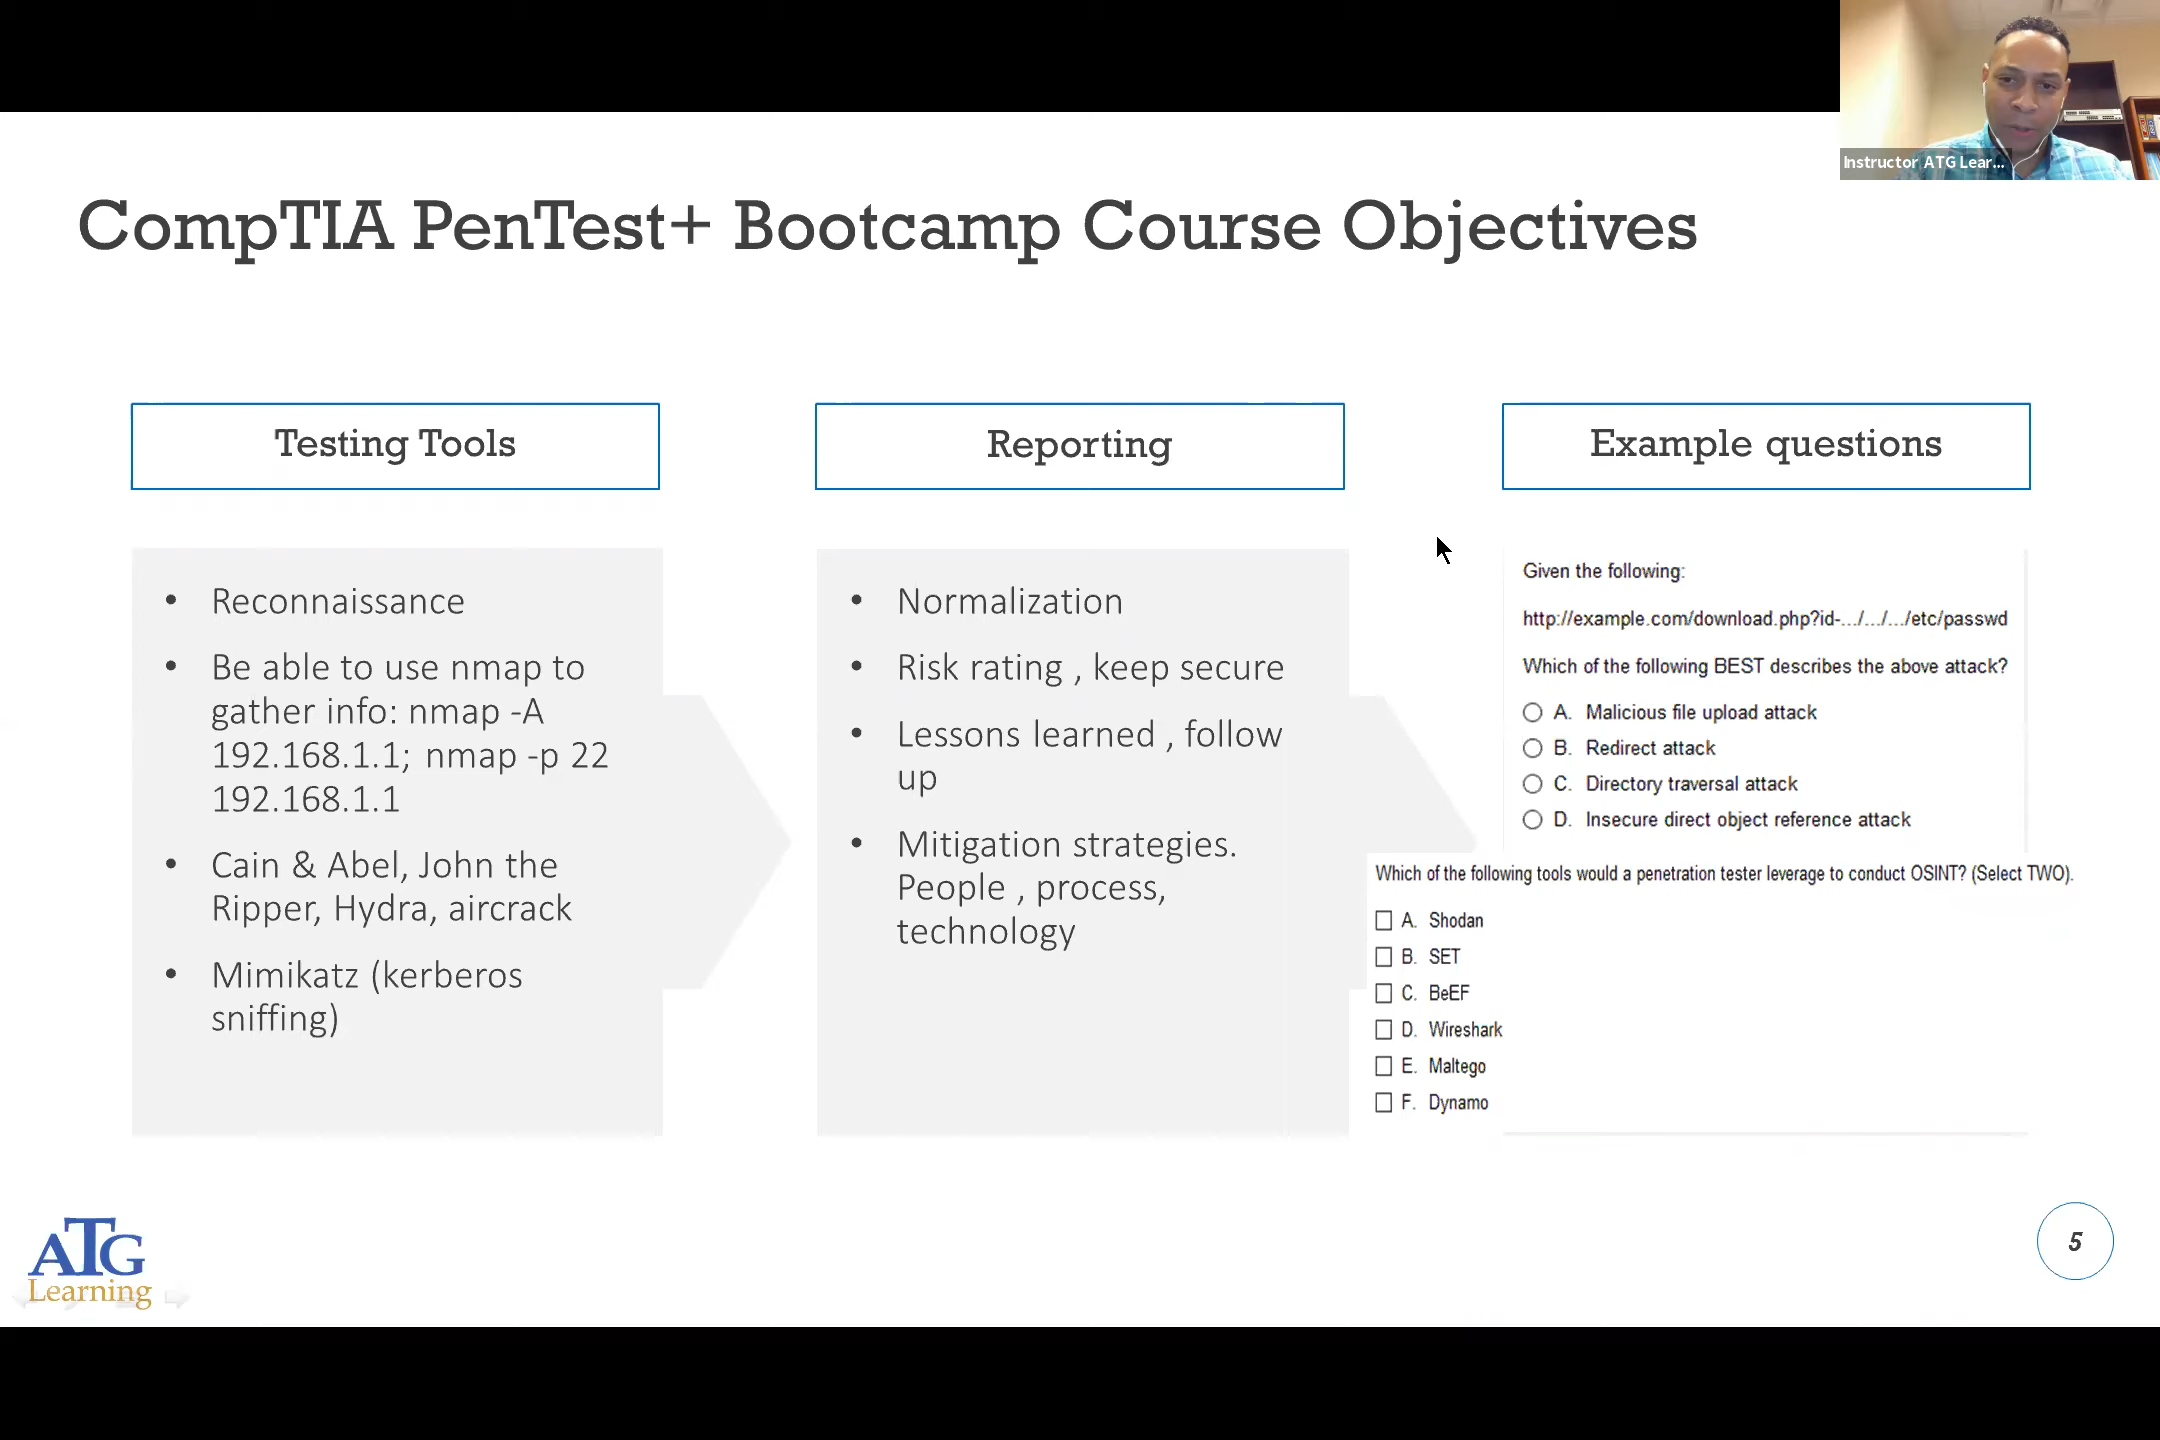 Instructor ATG Lear...
CompTIA PenTest+ Bootcamp Course Objectives
Testing Tools
• Reconnaissance
• Be able to use nmap to
gather info: nmap -A
192.168.1.1; nmap -p 22
192.168.1.1
• Cain & Abel, John the
Ripper, Hydra, aircrack
• Mimikatz (kerberos
sniffing)
Reporting
• Normalization
• Risk rating , keep secure
• Lessons learned , follow
up
• Mitigation strategies.
People , process,
technology
Example questions
Given the following:
http://example.com/download.php?id-.../.../.../etc/passwd
Which of the following BEST describes the above attack?
A. Malicious file upload attack
B. Redirect attack
C. Directory traversal attack
D. Insecure direct object reference attack
Which of the following tools would a penetration tester leverage to conduct OSINT? (Select TWO).
A. Shodan
B. SET
C. BeEF
D. Wireshark
E. Maltego
F. Dynamo
ATG
Learning
5